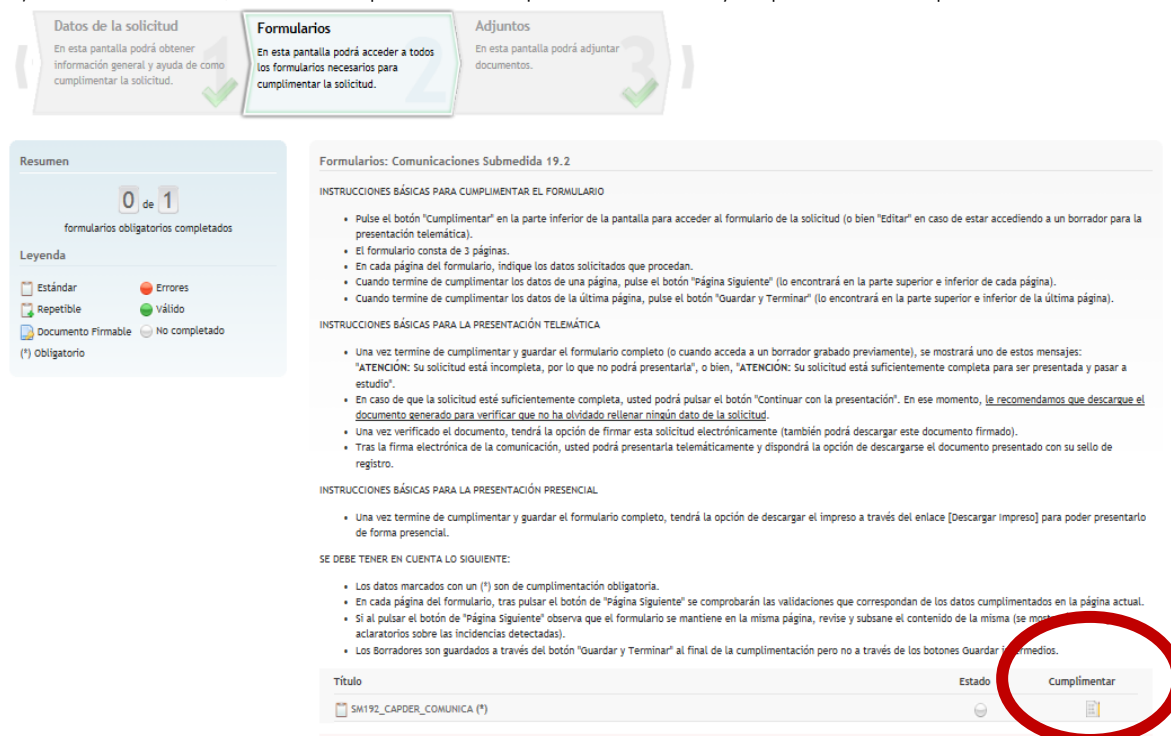 Datos de la solicitud
En esta pantalla podrá obtener
información general y ayuda de como
cumplimentar la solicitud.
1
Formularios
En esta pantalla podrá acceder a todos
los formularios necesarios para
cumplimentar la solicitud.
2
Adjuntos
En esta pantalla podrá adjuntar
documentos.
3
Resumen
0 de 1
formularios obligatorios completados
Leyenda
Estándar Errores
Repetible Válido
Documento Firmable No completado
(*) Obligatorio
Formularios: Comunicaciones Submedida 19.2
INSTRUCCIONES BÁSICAS PARA CUMPLIMENTAR EL FORMULARIO
• Pulse el botón "Cumplimentar" en la parte inferior de la pantalla para acceder al formulario de la solicitud (o bien "Editar" en caso de estar accediendo a un borrador para la
presentación telemática).
• El formulario consta de 3 páginas.
• En cada página del formulario, indique los datos solicitados que procedan.
• Cuando termine de cumplimentar los datos de una página, pulse el botón "Página Siguiente" (lo encontrará en la parte superior e inferior de cada página).
• Cuando termine de cumplimentar los datos de la última página, pulse el botón "Guardar y Terminar" (lo encontrará en la parte superior e inferior de la última página).
INSTRUCCIONES BÁSICAS PARA LA PRESENTACIÓN TELEMÁTICA
• Una vez termine de cumplimentar y guardar el formulario completo (o cuando acceda a un borrador grabado previamente), se mostrará uno de estos mensajes:
"ATENCIÓN: Su solicitud está incompleta, por lo que no podrá presentarla", o bien, "ATENCIÓN: Su solicitud está suficientemente completa para ser presentada y pasar a
estudio".
• En caso de que la solicitud esté suficientemente completa, usted podrá pulsar el botón "Continuar con la presentación". En ese momento, le recomendamos que descargue el
documento generado para verificar que no ha olvidado rellenar ningún dato de la solicitud.
• Una vez verificado el documento, tendrá la opción de firmar esta solicitud electrónicamente (también podrá descargar este documento firmado).
• Tras la firma electrónica de la comunicación, usted podrá presentarla telemáticamente y dispondrá la opción de descargarse el documento presentado con su sello de
registro.
INSTRUCCIONES BÁSICAS PARA LA PRESENTACIÓN PRESENCIAL
• Una vez termine de cumplimentar y guardar el formulario completo, tendrá la opción de descargar el impreso a través del enlace [Descargar Impreso] para poder presentarlo
de forma presencial.
SE DEBE TENER EN CUENTA LO SIGUIENTE:
• Los datos marcados con un (*) son de cumplimentación obligatoria.
• En cada página del formulario, tras pulsar el botón de "Página Siguiente" se comprobarán las validaciones que correspondan de los datos cumplimentados en la página actual.
• Si al pulsar el botón de "Página Siguiente" observa que el formulario se mantiene en la misma página, revise y subsane el contenido de la misma (se
aclaratorios sobre las incidencias detectadas).
• Los Borradores son guardados a través del botón "Guardar y Terminar" al final de la cumplimentación pero no a través de los botones Guardar
Título Estado Cumplimentar
SM192_CAPDER_COMUNICA (*)